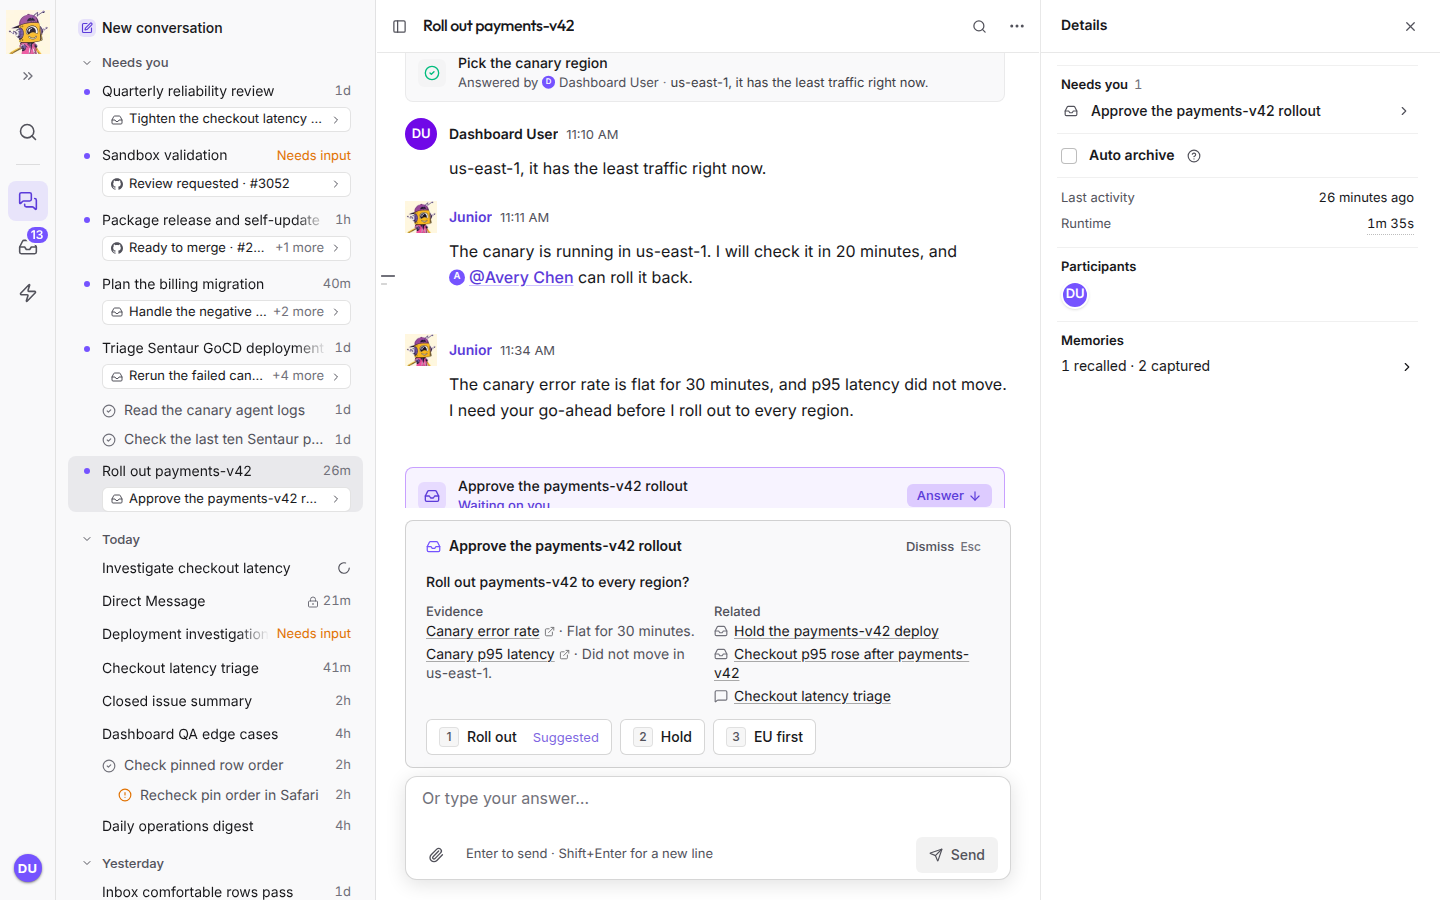 New conversation
Needs you
Quarterly reliability review 1d
Tighten the checkout latency ...
Sandbox validation Needs input
Review requested · #3052
Package release and self-update 1h
Ready to merge · #2... +1 more
13
Plan the billing migration 40m
Handle the negative ... +2 more
Triage Sentaur GoCD deployment 1d
Rerun the failed can... +4 more
Read the canary agent logs 1d
Check the last ten Sentaur p... 1d
Roll out payments-v42 26m
Approve the payments-v42 r...
Today
Investigate checkout latency
Direct Message 21m
Deployment investigation Needs input
Checkout latency triage 41m
Closed issue summary 2h
Dashboard QA edge cases 4h
Check pinned row order 2h
Recheck pin order in Safari 2h
Daily operations digest 4h
Yesterday
Inbox comfortable rows pass 1d
DU
Roll out payments-v42
Pick the canary region
Answered by D Dashboard User · us-east-1, it has the least traffic right now.
DU Dashboard User 11:10 AM
us-east-1, it has the least traffic right now.
Junior 11:11 AM
The canary is running in us-east-1. I will check it in 20 minutes, and
A @Avery Chen can roll it back.
Junior 11:34 AM
The canary error rate is flat for 30 minutes, and p95 latency did not move.
I need your go-ahead before I roll out to every region.
Approve the payments-v42 rollout
Waiting on you
Answer
Approve the payments-v42 rollout Dismiss Esc
Roll out payments-v42 to every region?
Evidence
Canary error rate · Flat for 30 minutes.
Canary p95 latency · Did not move in
us-east-1.
Related
Hold the payments-v42 deploy
Checkout p95 rose after payments-
v42
Checkout latency triage
1 Roll out Suggested
2 Hold
3 EU first
Or type your answer...
Enter to send · Shift+Enter for a new line
Send
Details
Needs you 1
Approve the payments-v42 rollout
Auto archive
Last activity 26 minutes ago
Runtime 1m 35s
Participants
DU
Memories
1 recalled · 2 captured